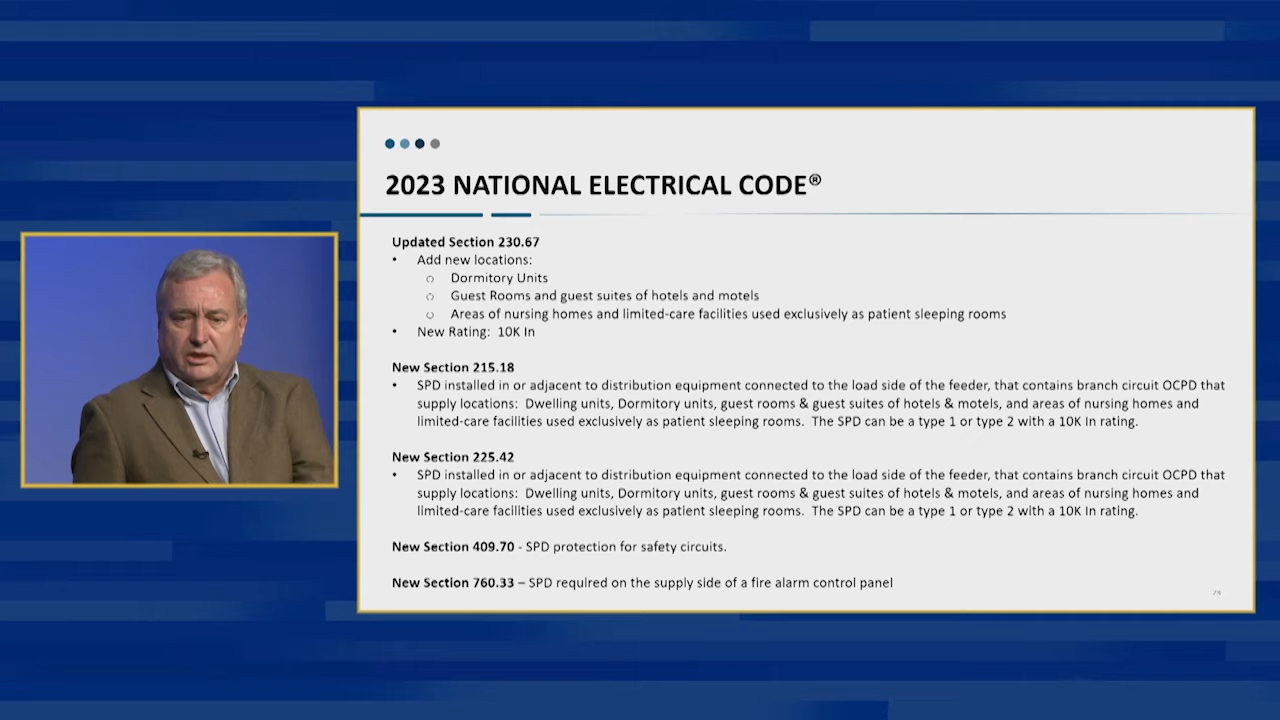 2023 NATIONAL ELECTRICAL CODE®
Updated Section 230.67
• Add new locations:
○ Dormitory Units
○ Guest Rooms and guest suites of hotels and motels
○ Areas of nursing homes and limited-care facilities used exclusively as patient sleeping rooms
• New Rating: 10K In
New Section 215.18
• SPD installed in or adjacent to distribution equipment connected to the load side of the feeder, that contains branch circuit OCPD that
supply locations: Dwelling units, Dormitory units, guest rooms & guest suites of hotels & motels, and areas of nursing homes and
limited-care facilities used exclusively as patient sleeping rooms. The SPD can be a type 1 or type 2 with a 10K In rating.
New Section 225.42
• SPD installed in or adjacent to distribution equipment connected to the load side of the feeder, that contains branch circuit OCPD that
supply locations: Dwelling units, Dormitory units, guest rooms & guest suites of hotels & motels, and areas of nursing homes and
limited-care facilities used exclusively as patient sleeping rooms. The SPD can be a type 1 or type 2 with a 10K In rating.
New Section 409.70 - SPD protection for safety circuits.
New Section 760.33 – SPD required on the supply side of a fire alarm control panel